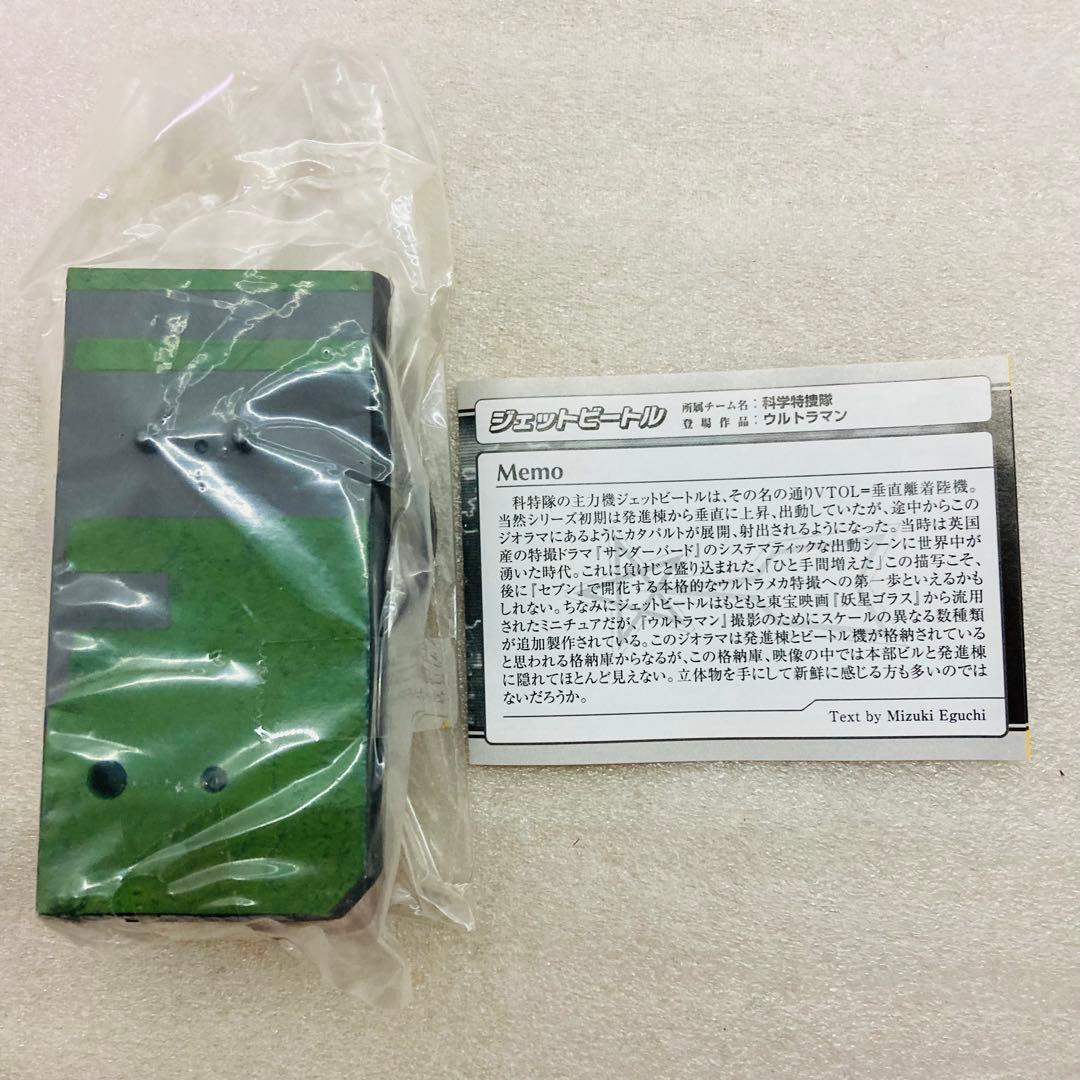 ジェットビートル
所属チーム名：科学特捜隊
登場作品：ウルトラマン
Memo
科特隊の主力機ジェットビートルは、その名の通りVTOL=垂直離着陸機。
当然シリーズ初期は発進棟から垂直に上昇、出動していたが、途中からこの
ジオラマにあるようにカタパルトが展開、射出されるようになった。当時は英国
産の特撮ドラマ『サンダーバード』のシステマティックな出動シーンに世界中が
湧いた時代。これに負けじと盛り込まれた、「ひと手間増えた」この描写こそ、
後に『セブン』で開花する本格的なウルトラメカ特撮への第一歩といえるかも
しれない。ちなみにジェットビートルはもともと東宝映画『妖星ゴラス』から流用
されたミニチュアだが、『ウルトラマン』撮影のためにスケールの異なる数種類
が追加製作されている。このジオラマは発進棟とビートル機が格納されている
と思われる格納庫からなるが、この格納庫、映像の中では本部ビルと発進棟
に隠れてほとんど見えない。立体物を手にして新鮮に感じる方も多いのでは
ないだろうか。
Text by Mizuki Eguchi